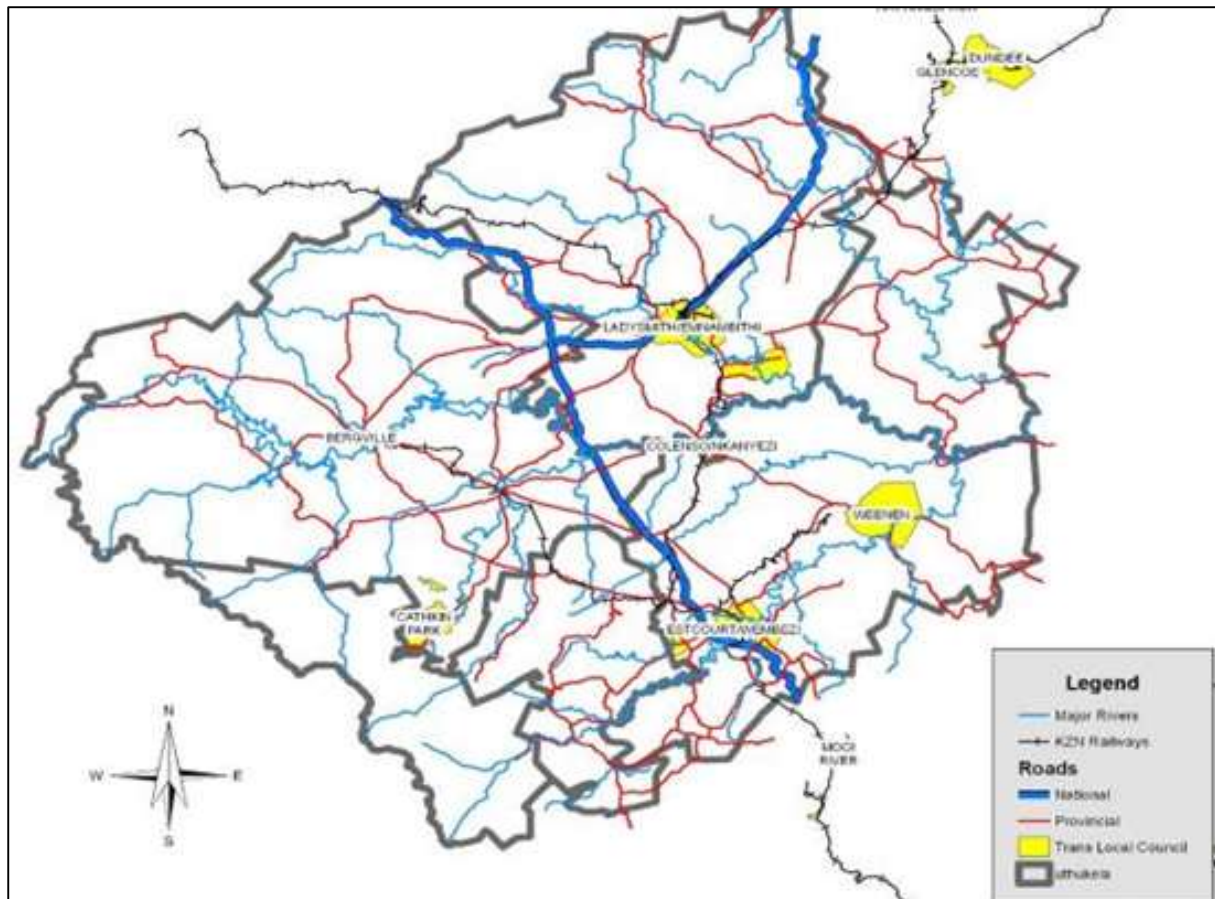 DUNDEE
GLENCOE
LADYSMITH/EMNAMBITHI
BERGVILLE
COLENSO/NKANYEZI
WEENEN
CATHKIN
PARK
ESTCOURT/WEMBEZI
MOOI
RIVER
N
W E
S
Legend
Major Rivers
KZN Railways
Roads
National
Provincial
Trans Local Council
uthukela